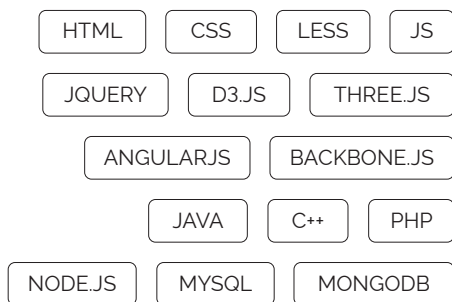 HTML CSS LESS JS
JQUERY D3.JS THREE.JS
ANGULARJS BACKBONE.JS
JAVA C++ PHP
NODE.JS MYSQL MONGODB